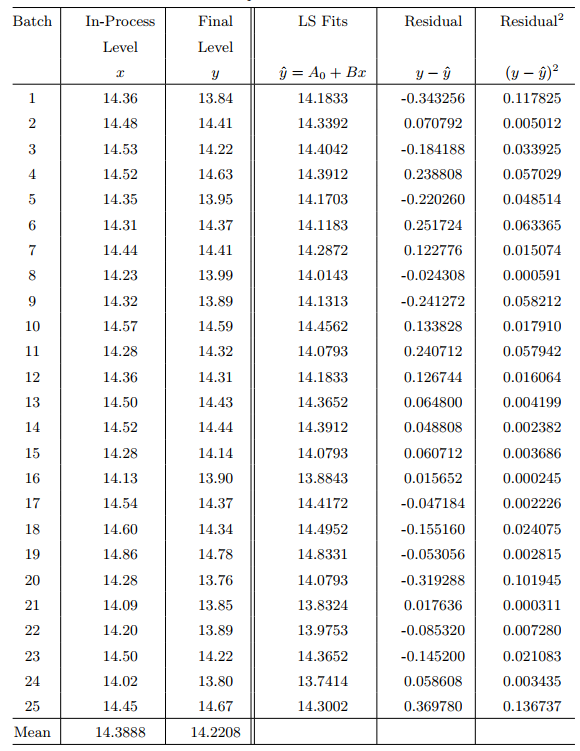 Batch In-Process Final LS Fits Residual Residual²
Level Level
x y ŷ = A₀ + Bx y − ŷ (y − ŷ)²
1 14.36 13.84 14.1833 -0.343256 0.117825
2 14.48 14.41 14.3392 0.070792 0.005012
3 14.53 14.22 14.4042 -0.184188 0.033925
4 14.52 14.63 14.3912 0.238808 0.057029
5 14.35 13.95 14.1703 -0.220260 0.048514
6 14.31 14.37 14.1183 0.251724 0.063365
7 14.44 14.41 14.2872 0.122776 0.015074
8 14.23 13.99 14.0143 -0.024308 0.000591
9 14.32 13.89 14.1313 -0.241272 0.058212
10 14.57 14.59 14.4562 0.133828 0.017910
11 14.28 14.32 14.0793 0.240712 0.057942
12 14.36 14.31 14.1833 0.126744 0.016064
13 14.50 14.43 14.3652 0.064800 0.004199
14 14.52 14.44 14.3912 0.048808 0.002382
15 14.28 14.14 14.0793 0.060712 0.003686
16 14.13 13.90 13.8843 0.015652 0.000245
17 14.54 14.37 14.4172 -0.047184 0.002226
18 14.60 14.34 14.4952 -0.155160 0.024075
19 14.86 14.78 14.8331 -0.053056 0.002815
20 14.28 13.76 14.0793 -0.319288 0.101945
21 14.09 13.85 13.8324 0.017636 0.000311
22 14.20 13.89 13.9753 -0.085320 0.007280
23 14.50 14.22 14.3652 -0.145200 0.021083
24 14.02 13.80 13.7414 0.058608 0.003435
25 14.45 14.67 14.3002 0.369780 0.136737
Mean 14.3888 14.2208